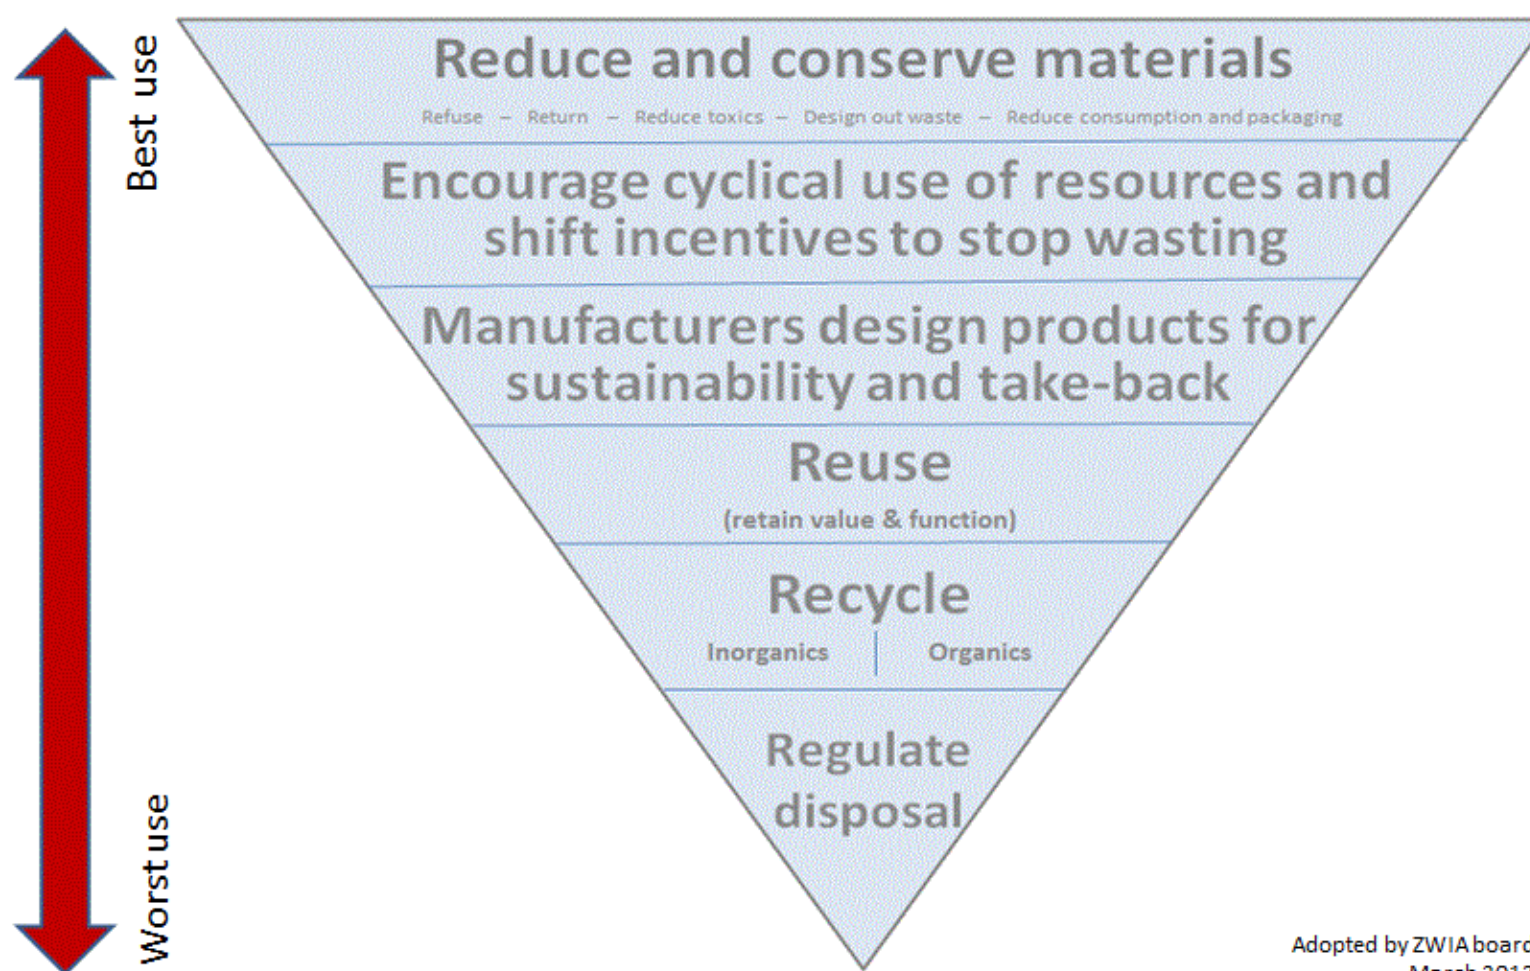 Best use
Reduce and conserve materials
Refuse – Return – Reduce toxics – Design out waste – Reduce consumption and packaging
Encourage cyclical use of resources and
shift incentives to stop wasting
Manufacturers design products for
sustainability and take-back
Reuse
(retain value & function)
Recycle
Inorganics
Organics
Regulate
disposal
Worst use
Adopted by ZWIA board
March